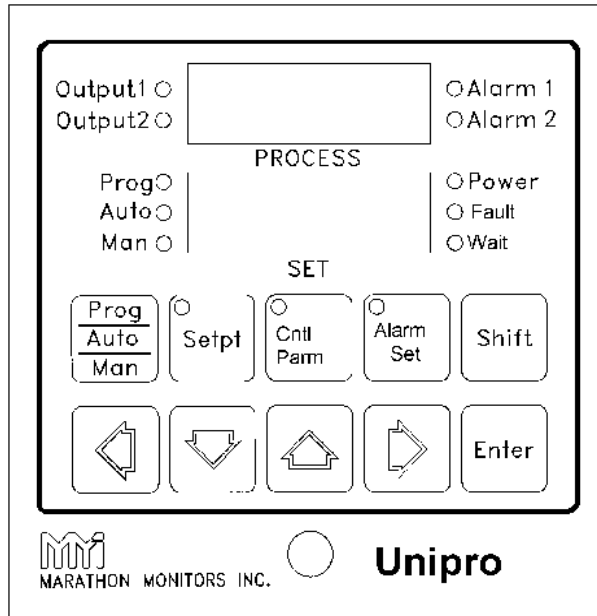 Output1 Alarm 1
Output2 Alarm 2
PROCESS
Prog Power
Auto Fault
Man Wait
SET
Prog
Auto
Man
Setpt
Cntl
Parm
Alarm
Set
Shift
Enter
MMi
MARATHON MONITORS INC.
Unipro